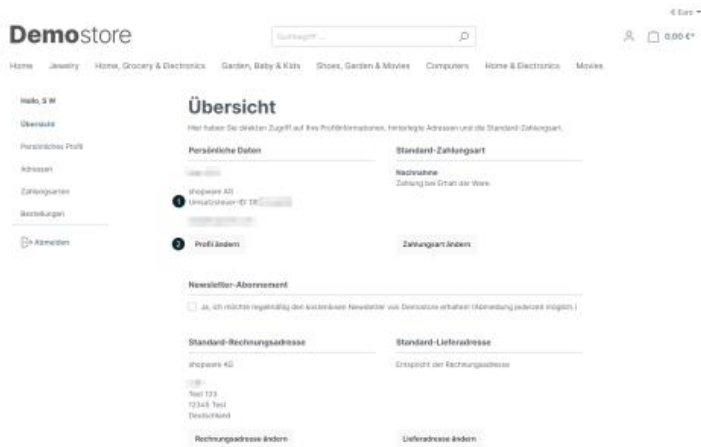 € Euro
Demostore
Suchbegriff ...
0,00 €*
Home Jewelry Home, Grocery & Electronics Garden, Baby & Kids Shoes, Garden & Movies Computers Home & Electronics Movies
Hello, S W
Übersicht
Persönliches Profil
Adressen
Zahlungsarten
Bestellungen
Abmelden
Übersicht
Hier haben Sie direkten Zugriff auf Ihre Profilinformationen, hinterlegte Adressen und die Standard-Zahlungsart.
Persönliche Daten
shopware AG
1 Umsatzsteuer-ID: DE
2 Profil ändern
Standard-Zahlungsart
Nachnahme
Zahlung bei Erhalt der Ware.
Zahlungsart ändern
Newsletter-Abonnement
Ja, ich möchte regelmäßig den kostenlosen Newsletter von Demostore erhalten! (Abmeldung jederzeit möglich.)
Standard-Rechnungsadresse
shopware AG
Test 123
12345 Test
Deutschland
Rechnungsadresse ändern
Standard-Lieferadresse
Entspricht der Rechnungsadresse
Lieferadresse ändern